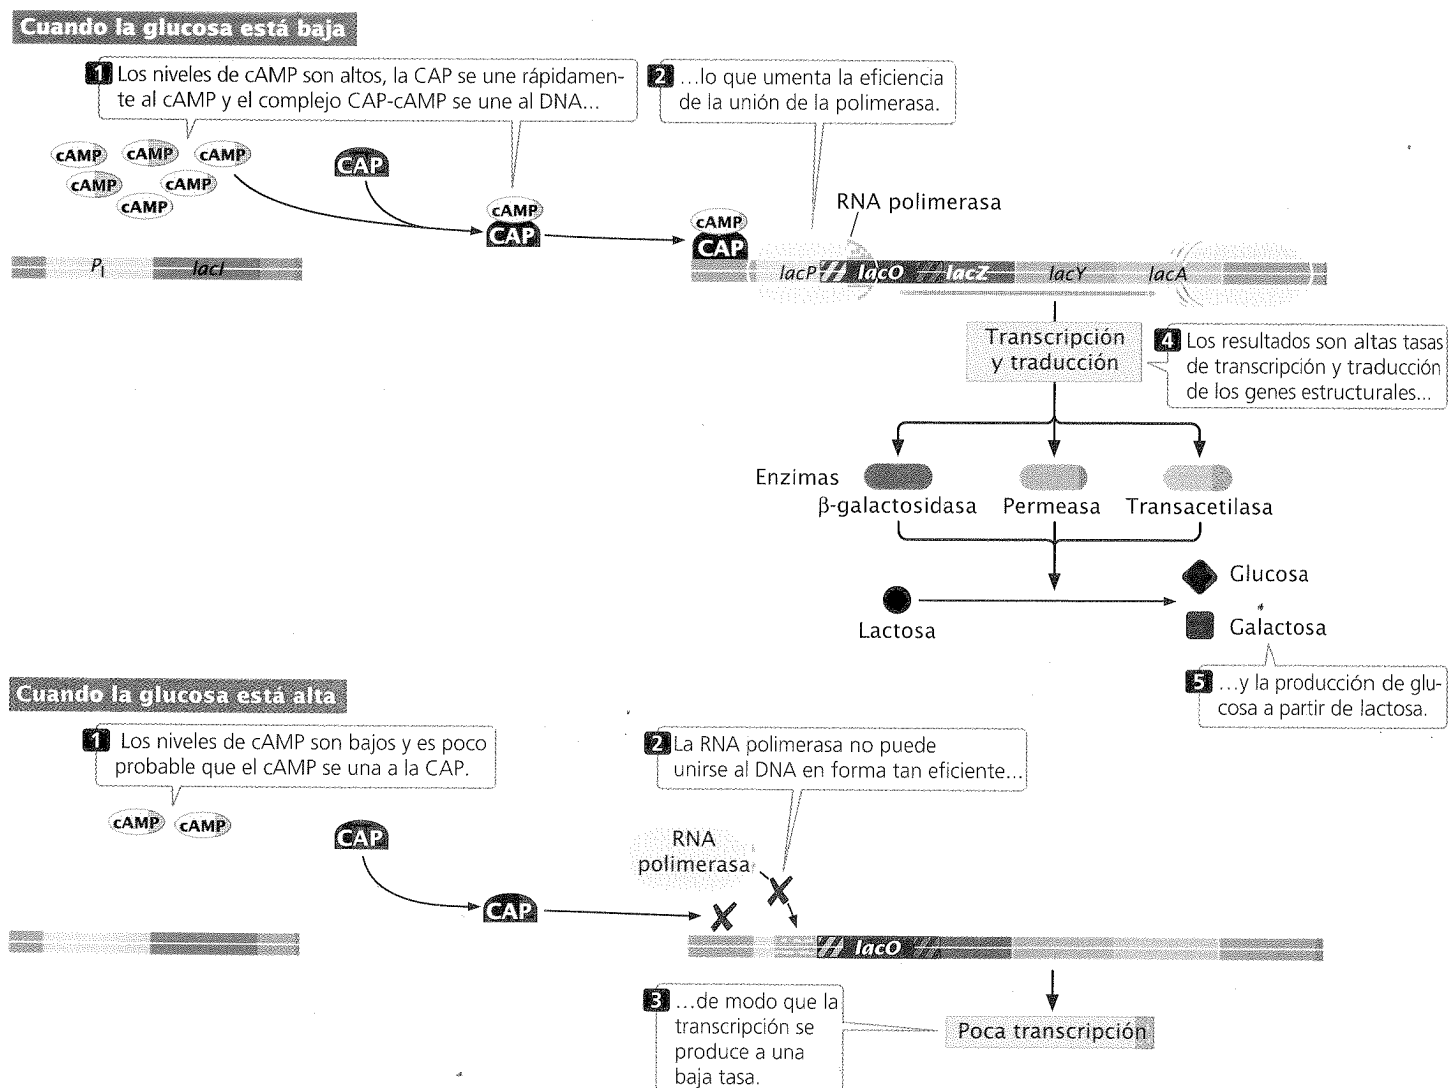 Cuando la glucosa está baja
1 Los niveles de cAMP son altos, la CAP se une rápidamen-
te al cAMP y el complejo CAP-cAMP se une al DNA...
2 ...lo que umenta la eficiencia
de la unión de la polimerasa.
cAMP cAMP cAMP
cAMP cAMP
cAMP
CAP
cAMP
CAP
cAMP
CAP
RNA polimerasa
P_I lacI
lacP lacO lacZ lacY lacA
Transcripción
y traducción
4 Los resultados son altas tasas
de transcripción y traducción
de los genes estructurales...
Enzimas
β-galactosidasa Permeasa Transacetilasa
Lactosa
Glucosa
Galactosa
5 ...y la producción de glu-
cosa a partir de lactosa.
Cuando la glucosa está alta
1 Los niveles de cAMP son bajos y es poco
probable que el cAMP se una a la CAP.
2 La RNA polimerasa no puede
unirse al DNA en forma tan eficiente...
cAMP cAMP
CAP
CAP
RNA
polimerasa
lacO
3 ...de modo que la
transcripción se
produce a una
baja tasa.
Poca transcripción